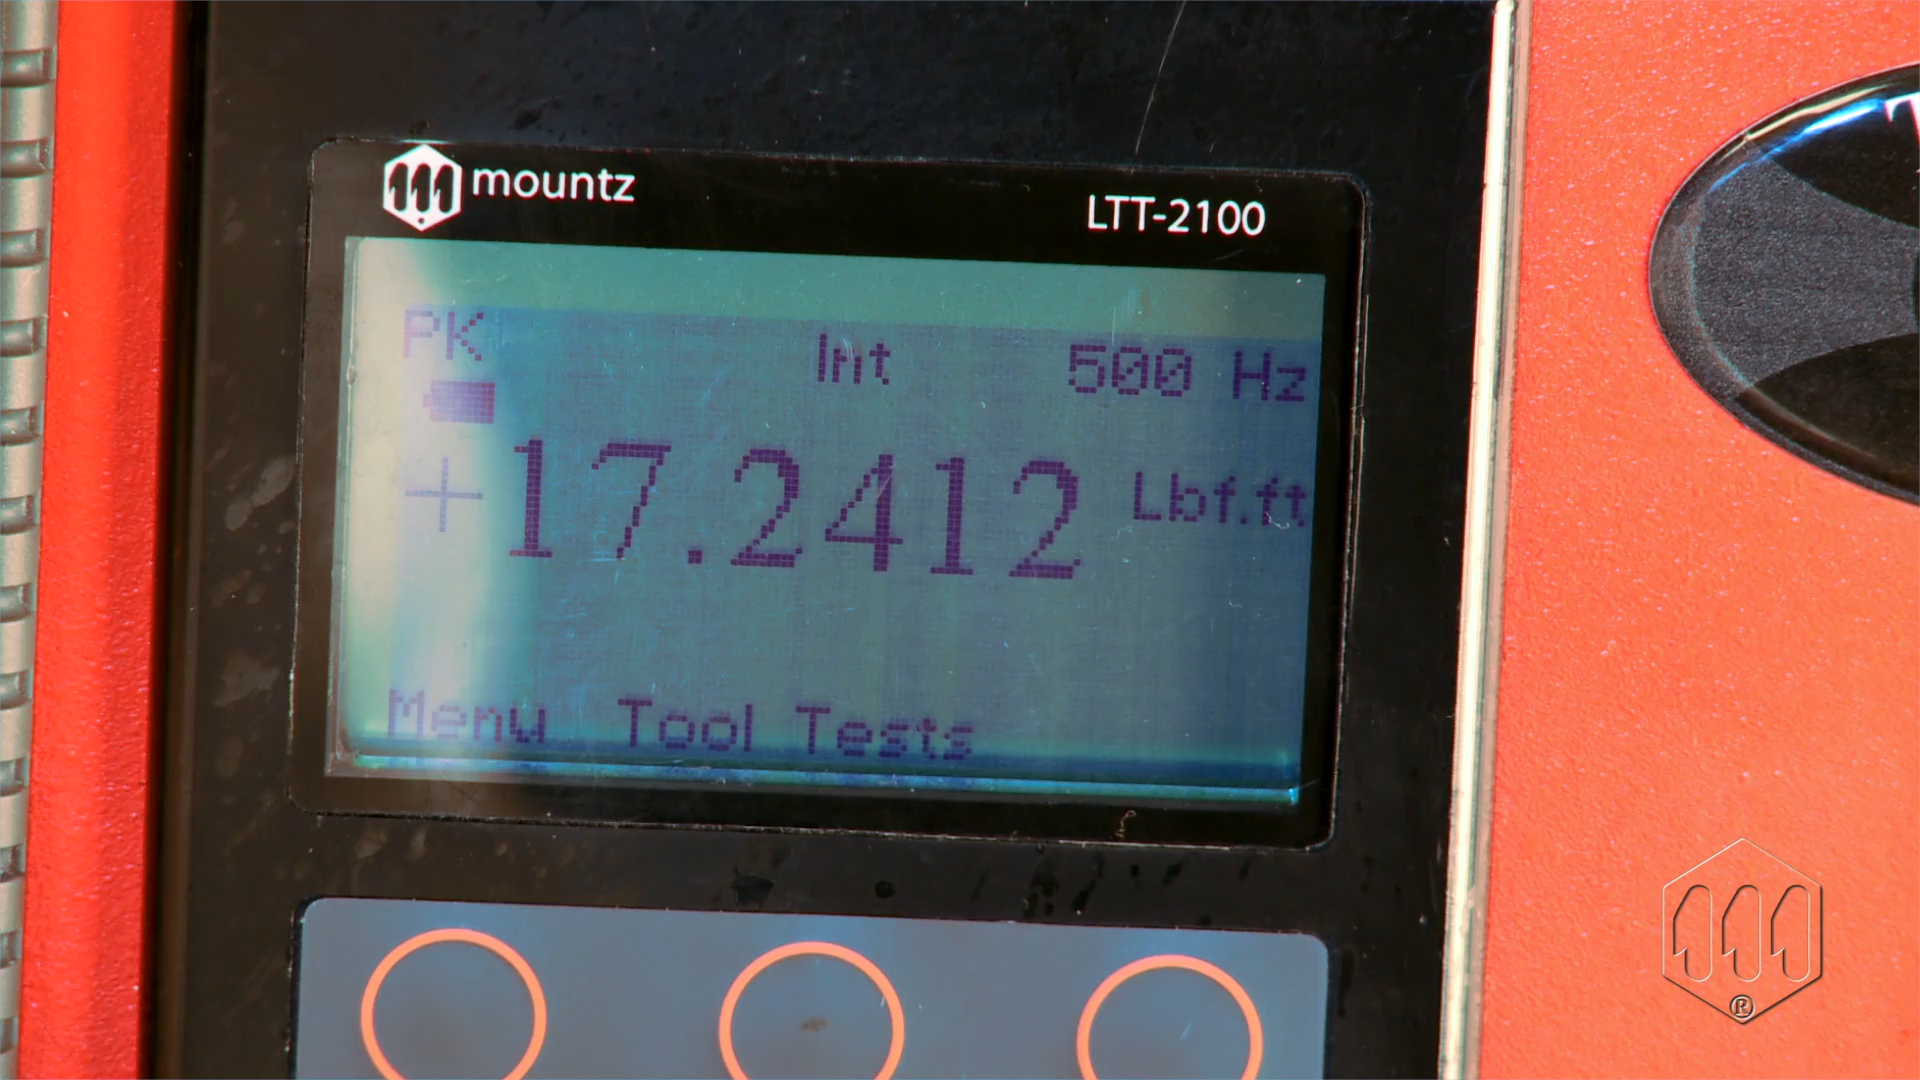 mountz
LTT-2100
PK Int 500 Hz
+17.2412 Lbf.ft
Menu Tool Tests
®